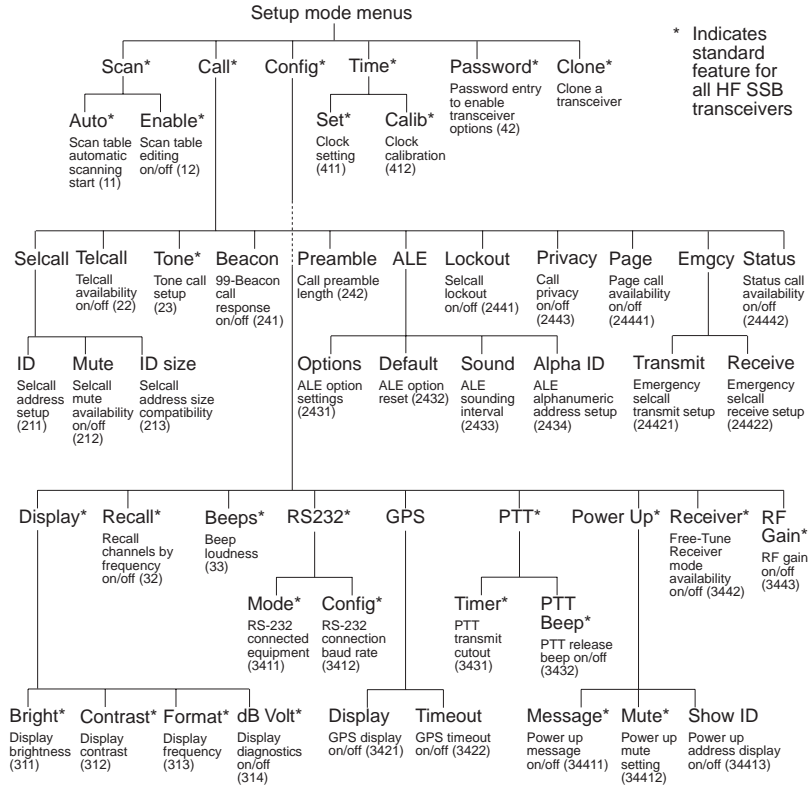 Setup mode menus
* Indicates
standard
feature for
all HF SSB
transceivers
Scan*
Call*
Config*
Time*
Password*
Password entry
to enable
transceiver
options (42)
Clone*
Clone a
transceiver
Auto*
Scan table
automatic
scanning
start (11)
Enable*
Scan table
editing
on/off (12)
Set*
Clock
setting
(411)
Calib*
Clock
calibration
(412)
Selcall
Telcall
Telcall
availability
on/off (22)
Tone*
Tone call
setup
(23)
Beacon
99-Beacon
call
response
on/off (241)
Preamble
Call preamble
length (242)
ALE
Lockout
Selcall
lockout
on/off (2441)
Privacy
Call
privacy
on/off (2443)
Page
Page call
availability
on/off
(24441)
Emgcy
Status
Status call
availability
on/off
(24442)
ID
Selcall
address
setup
(211)
Mute
Selcall
mute
availability
on/off
(212)
ID size
Selcall
address size
compatibility
(213)
Options
ALE option
settings
(2431)
Default
ALE option
reset (2432)
Sound
ALE
sounding
interval
(2433)
Alpha ID
ALE
alphanumeric
address setup
(2434)
Transmit
Emergency
selcall
transmit setup
(24421)
Receive
Emergency
selcall
receive setup
(24422)
Display*
Recall*
Recall
channels by
frequency
on/off (32)
Beeps*
Beep
loudness
(33)
RS232*
GPS
PTT*
Power Up*
Receiver*
Free-Tune
Receiver
mode
availability
on/off (3442)
RF
Gain*
RF gain
on/off
(3443)
Mode*
RS-232
connected
equipment
(3411)
Config*
RS-232
connection
baud rate
(3412)
Timer*
PTT
transmit
cutout
(3431)
PTT
Beep*
PTT release
beep on/off
(3432)
Bright*
Display
brightness
(311)
Contrast*
Display
contrast
(312)
Format*
Display
frequency
(313)
dB Volt*
Display
diagnostics
on/off
(314)
Display
GPS display
on/off (3421)
Timeout
GPS timeout
on/off (3422)
Message*
Power up
message
on/off (34411)
Mute*
Power up
mute
setting
(34412)
Show ID
Power up
address display
on/off (34413)